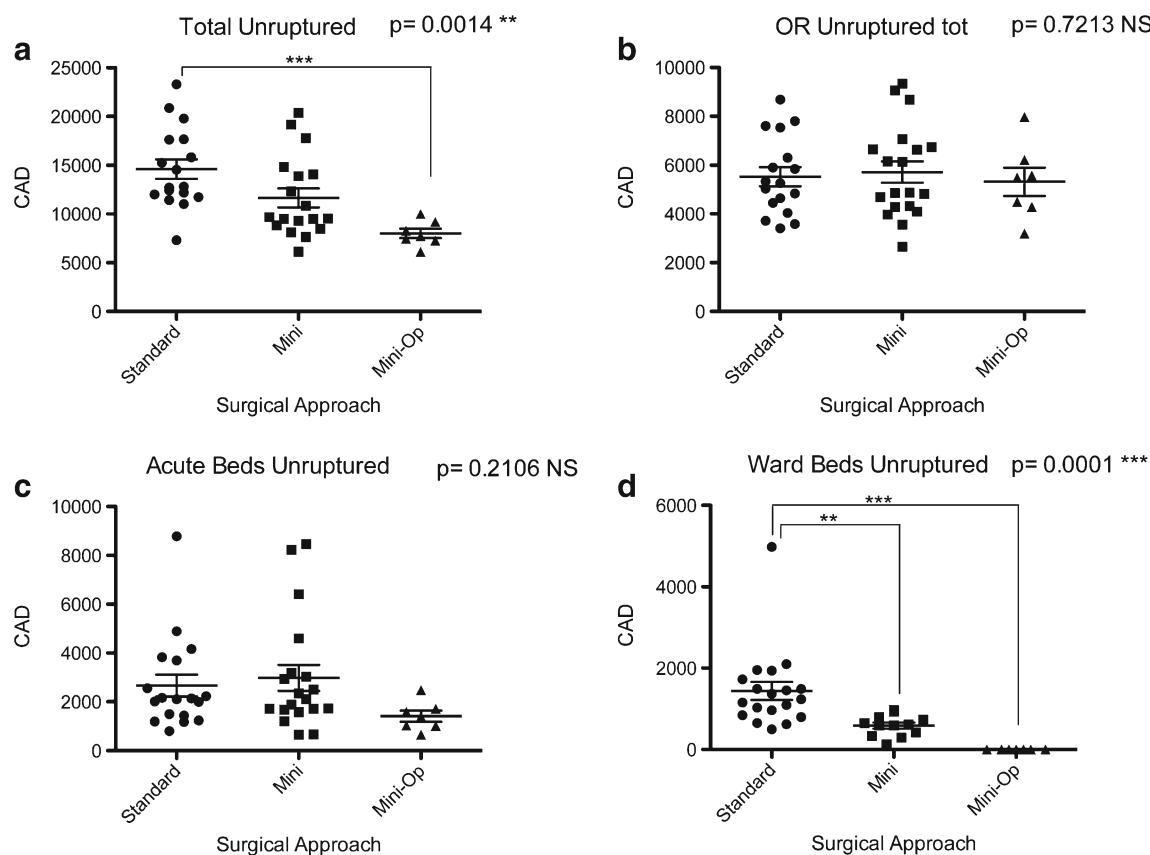 a
Total Unruptured
p= 0.0014 **
***
25000
20000
15000
10000
5000
0
CAD
Standard
Mini
Mini-Op
Surgical Approach
b
OR Unruptured tot
p= 0.7213 NS
10000
8000
6000
4000
2000
0
CAD
Standard
Mini
Mini-Op
Surgical Approach
c
Acute Beds Unruptured
p= 0.2106 NS
10000
8000
6000
4000
2000
0
CAD
Standard
Mini
Mini-Op
Surgical Approach
d
Ward Beds Unruptured
p= 0.0001 ***
***
**
6000
4000
2000
0
CAD
Standard
Mini
Mini-Op
Surgical Approach